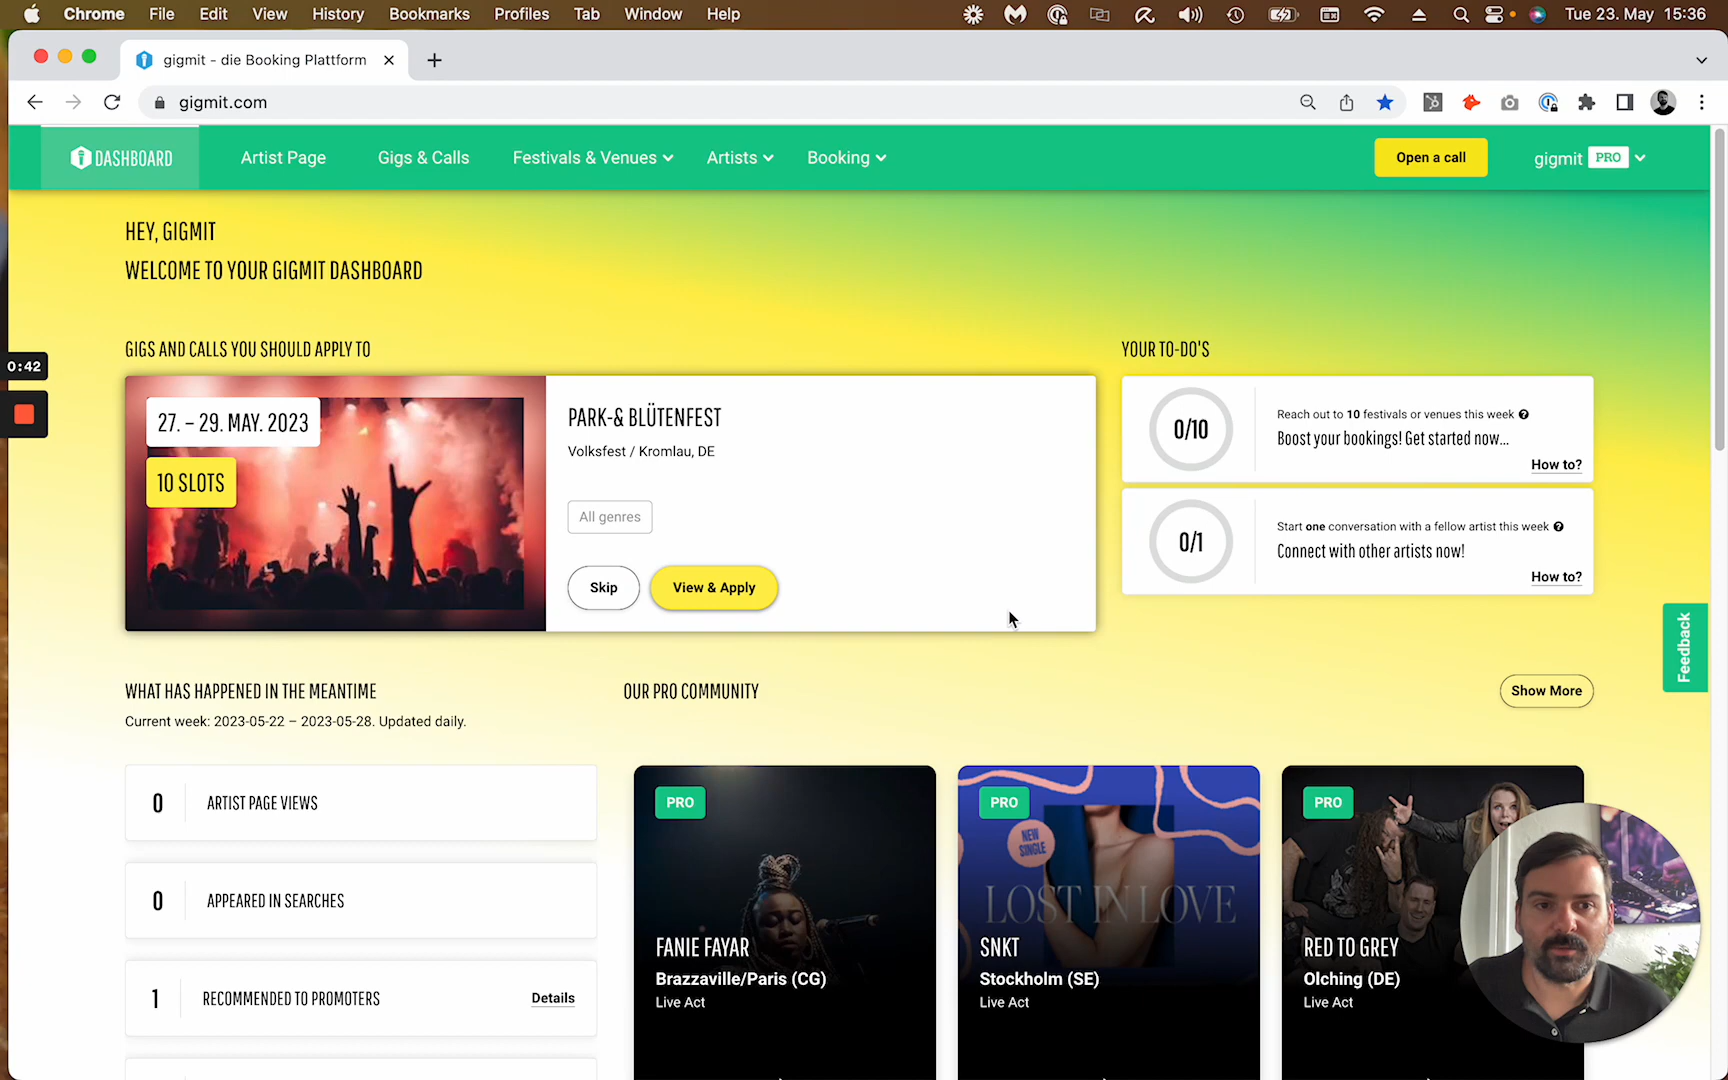 Chrome File Edit View History Bookmarks Profiles Tab Window Help Tue 23. May 15:36
gigmit - die Booking Plattform
gigmit.com
DASHBOARD Artist Page Gigs & Calls Festivals & Venues Artists Booking Open a call gigmit PRO
HEY, GIGMIT
WELCOME TO YOUR GIGMIT DASHBOARD
GIGS AND CALLS YOU SHOULD APPLY TO
YOUR TO-DO'S
0:42
27. – 29. MAY. 2023
10 SLOTS
PARK-& BLÜTENFEST
Volksfest / Kromlau, DE
All genres
Skip
View & Apply
0/10
Reach out to 10 festivals or venues this week
Boost your bookings! Get started now...
How to?
0/1
Start one conversation with a fellow artist this week
Connect with other artists now!
How to?
Feedback
WHAT HAS HAPPENED IN THE MEANTIME
Current week: 2023-05-22 – 2023-05-28. Updated daily.
0 ARTIST PAGE VIEWS
0 APPEARED IN SEARCHES
1 RECOMMENDED TO PROMOTERS Details
OUR PRO COMMUNITY
Show More
PRO
FANIE FAYAR
Brazzaville/Paris (CG)
Live Act
PRO
NEW
SINGLE
LOST IN LOVE
SNKT
Stockholm (SE)
Live Act
PRO
RED TO GREY
Olching (DE)
Live Act